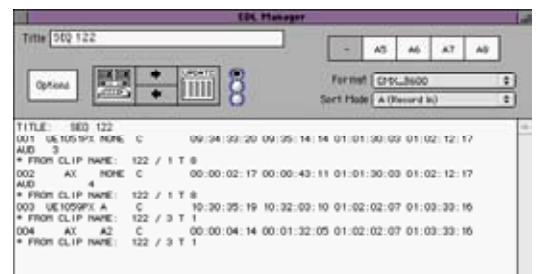 EDL Manager
Title SEQ 122
- A5 A6 A7 A8
Options
UPDATE
Format CMX_3600
Sort Mode A (Record In)
TITLE: SEQ 122
001 UE1051PX NONE C 09:34:33:20 09:35:14:14 01:01:30:03 01:02:12:17
AUD 3
* FROM CLIP NAME: 122 / 1 T 8
002 AX NONE C 00:00:02:17 00:00:43:11 01:01:30:03 01:02:12:17
AUD 4
* FROM CLIP NAME: 122 / 1 T 8
003 UE1059PX A C 10:30:35:19 10:32:03:10 01:02:02:07 01:03:33:16
* FROM CLIP NAME: 122 / 3 T 1
004 AX A2 C 00:00:04:14 00:01:32:05 01:02:02:07 01:03:33:16
* FROM CLIP NAME: 122 / 3 T 1